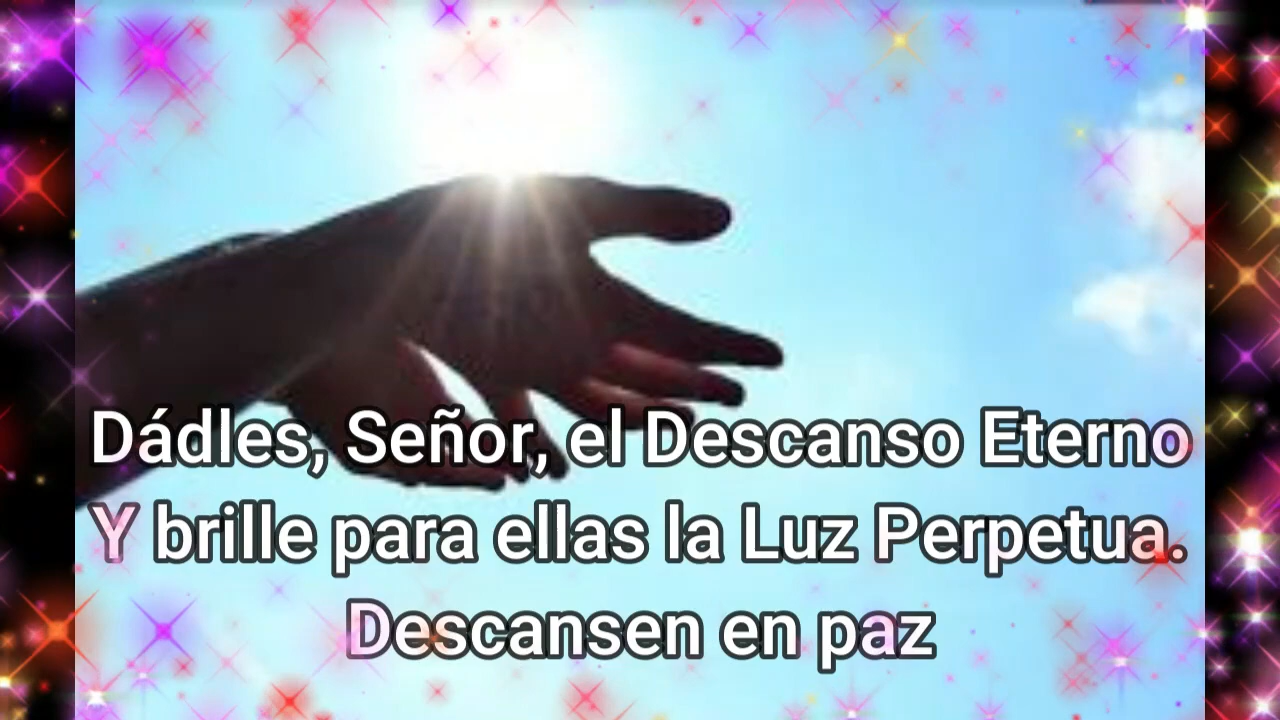 Dádles, Señor, el Descanso Eterno
Y brille para ellas la Luz Perpetua.
Descansen en paz